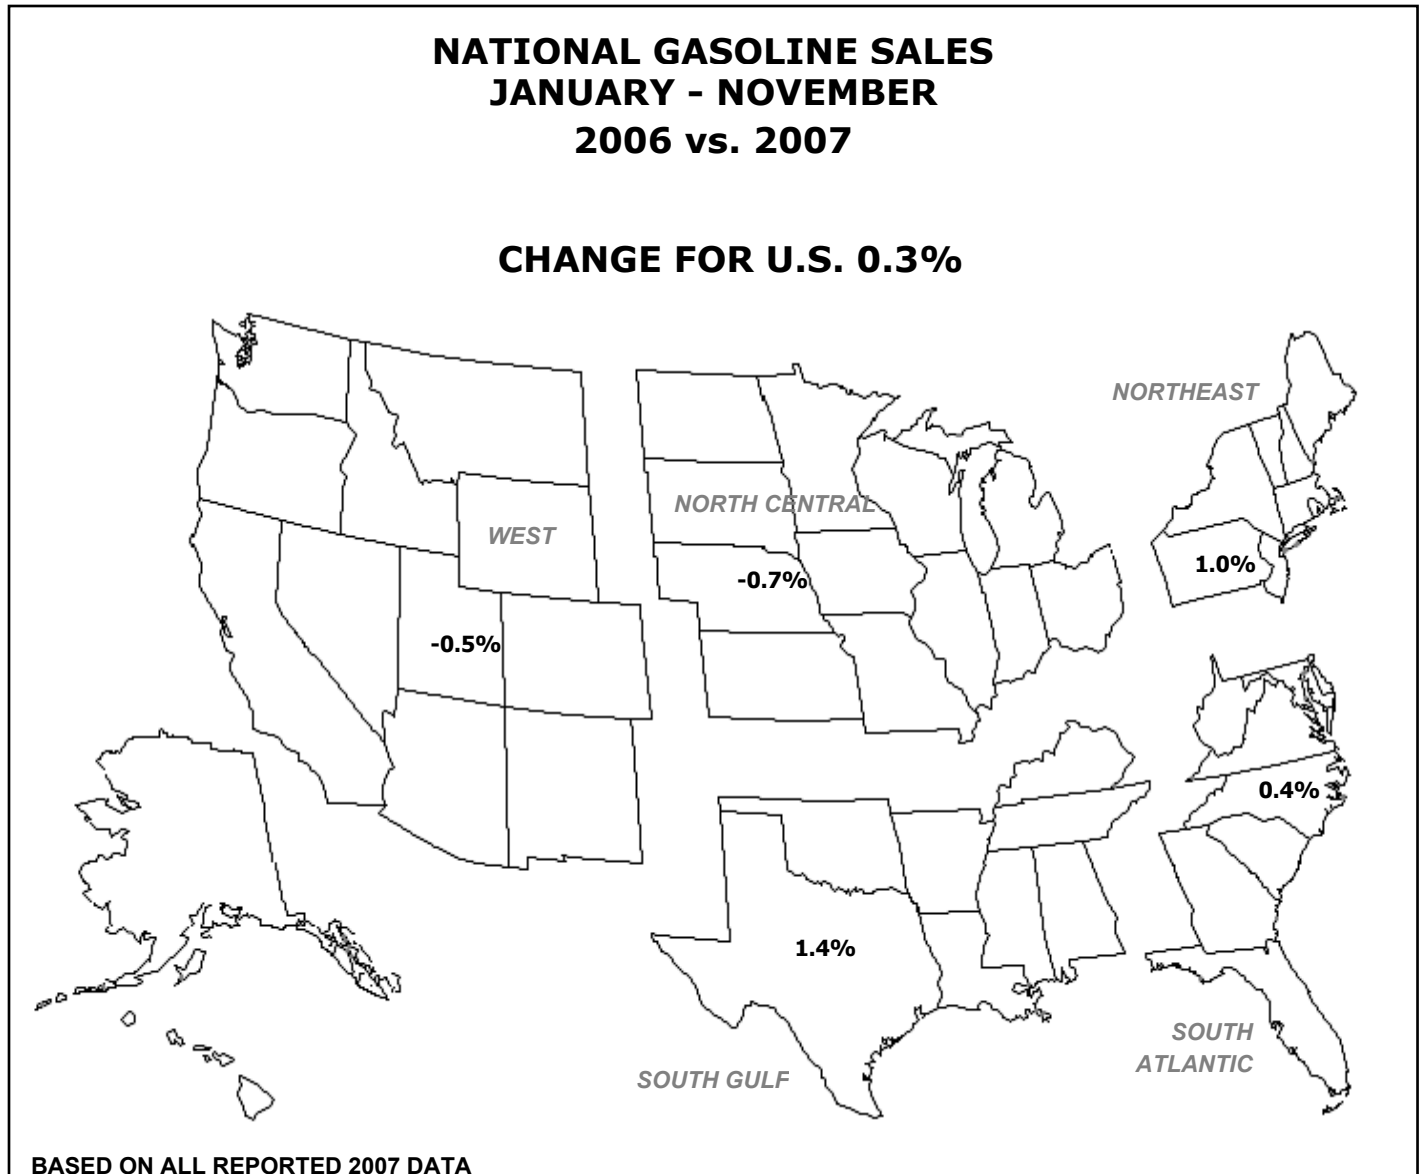 NATIONAL GASOLINE SALES
JANUARY - NOVEMBER
2006 vs. 2007
CHANGE FOR U.S. 0.3%
NORTHEAST
NORTH CENTRAL
WEST
1.0%
-0.7%
-0.5%
0.4%
1.4%
SOUTH
ATLANTIC
SOUTH GULF
BASED ON ALL REPORTED 2007 DATA